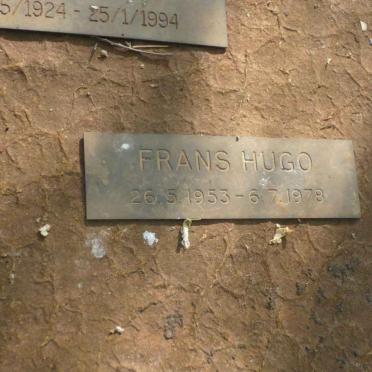 5/1924 - 25/1/1994
FRANS HUGO
26.5.1953 - 6.7.1978